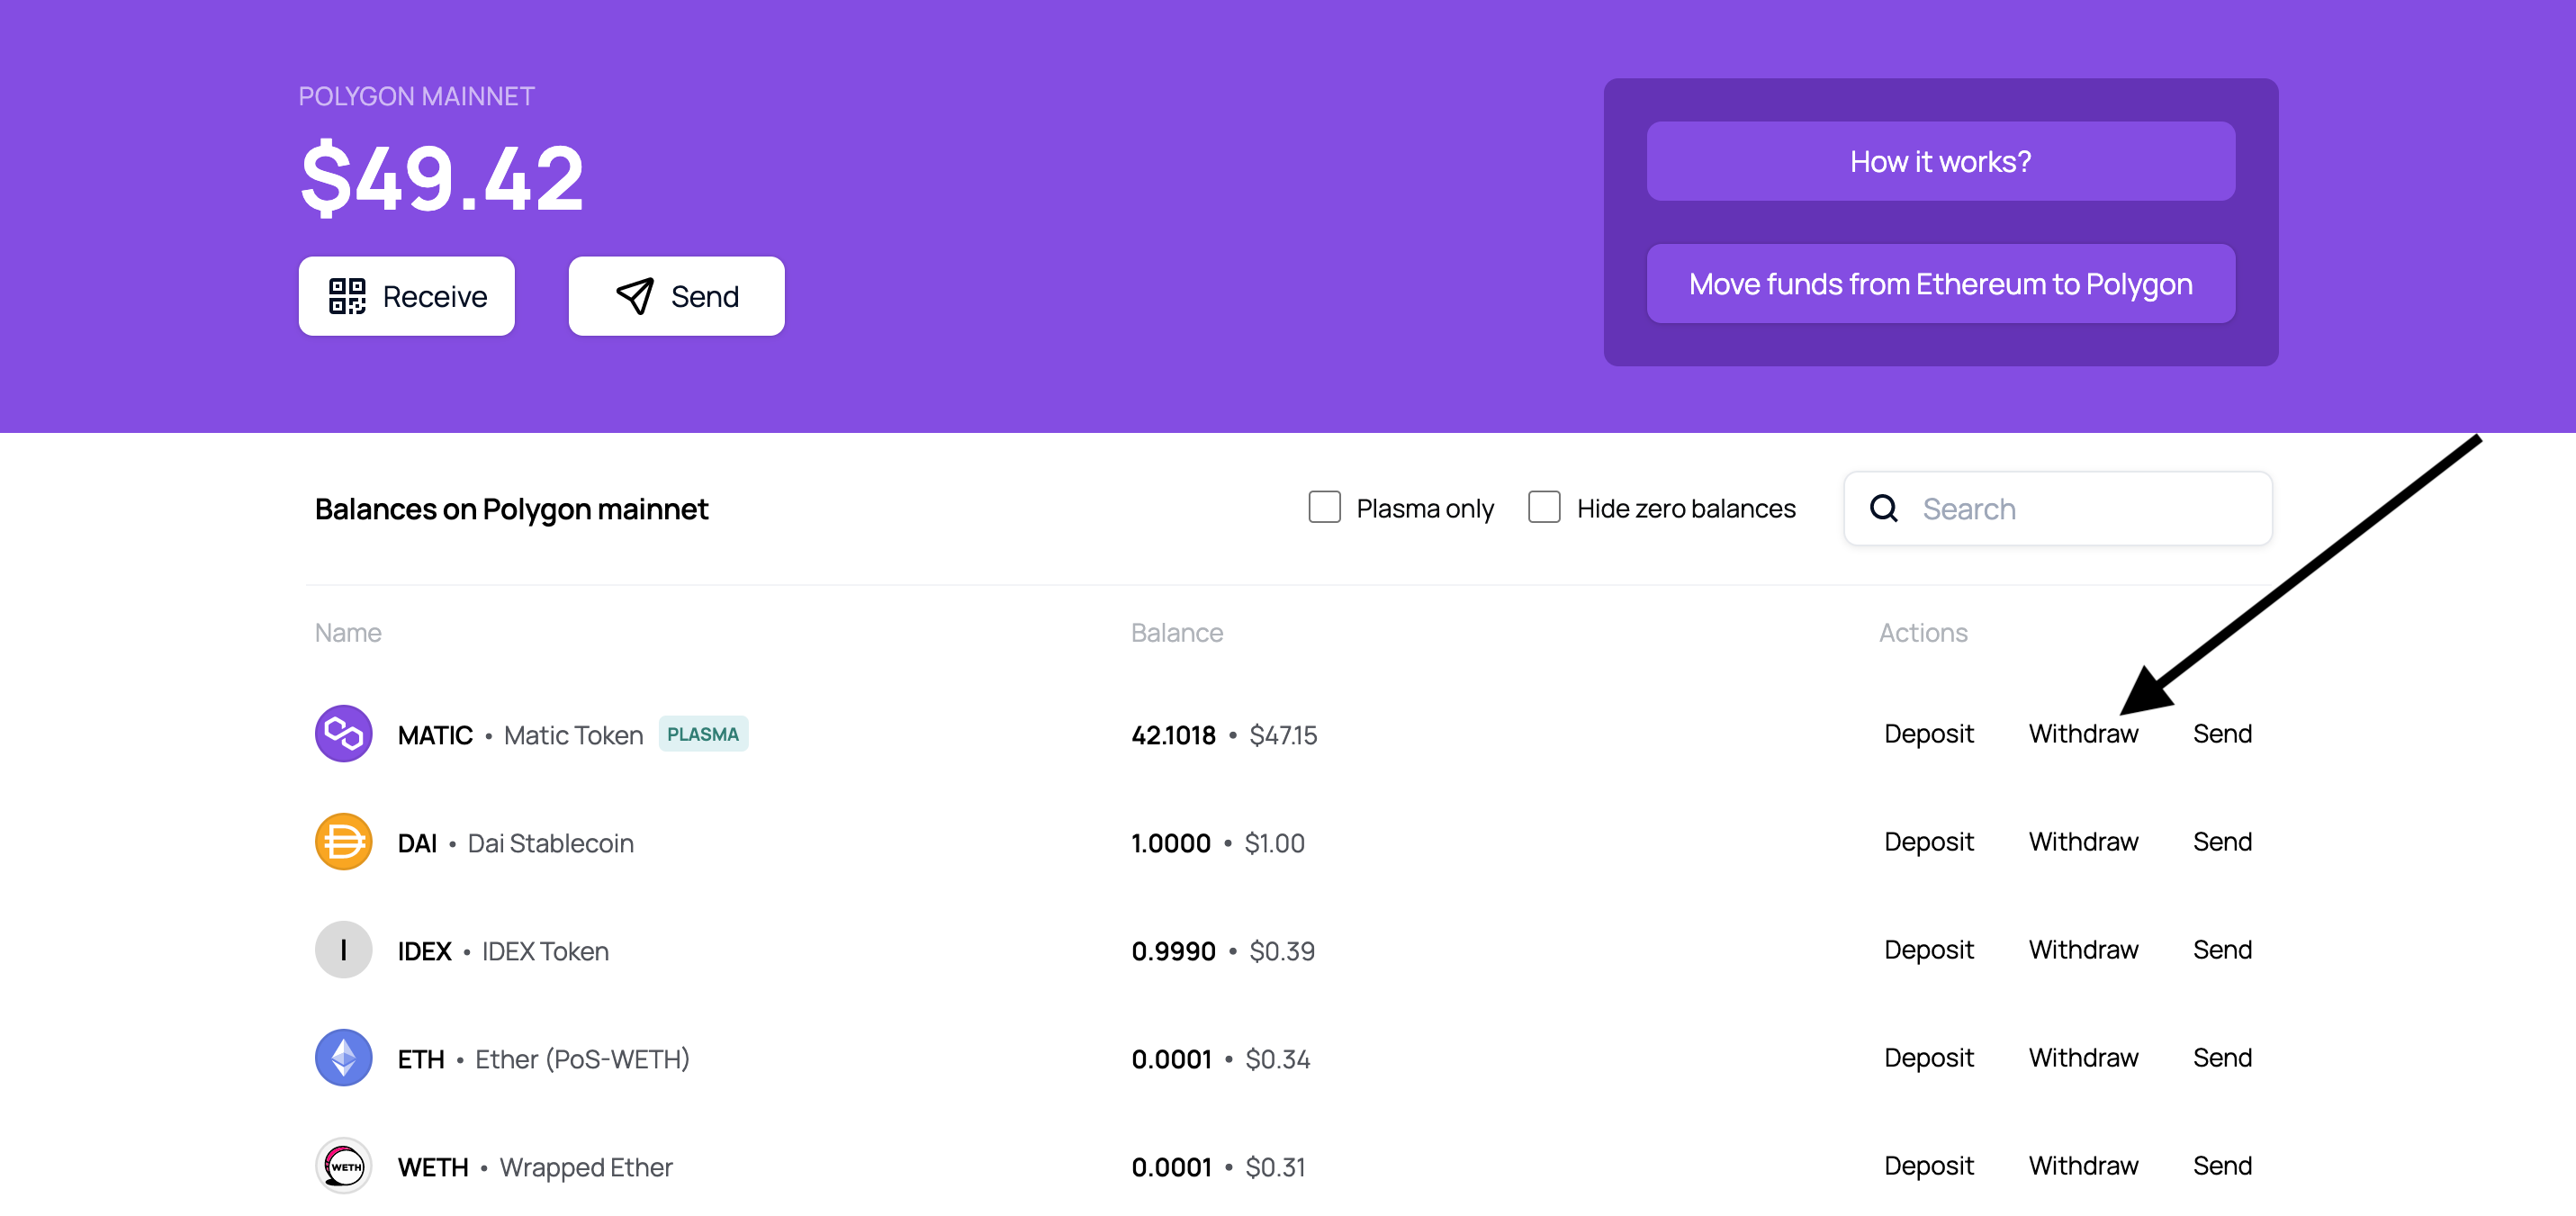 POLYGON MAINNET
$49.42
Receive
Send
How it works?
Move funds from Ethereum to Polygon
Balances on Polygon mainnet
Plasma only
Hide zero balances
Search
Name Balance Actions
MATIC • Matic Token PLASMA 42.1018 • $47.15 Deposit Withdraw Send
DAI • Dai Stablecoin 1.0000 • $1.00 Deposit Withdraw Send
I IDEX • IDEX Token 0.9990 • $0.39 Deposit Withdraw Send
ETH • Ether (PoS-WETH) 0.0001 • $0.34 Deposit Withdraw Send
WETH WETH • Wrapped Ether 0.0001 • $0.31 Deposit Withdraw Send